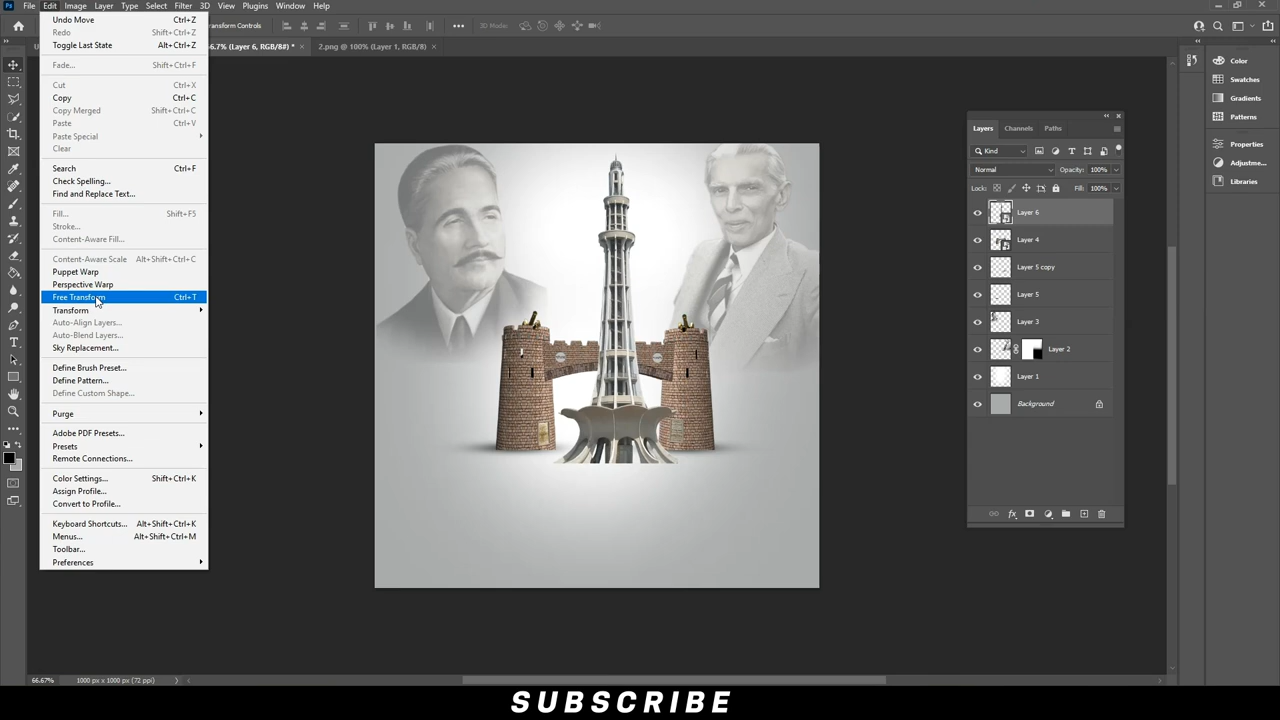 Ps File Edit Image Layer Type Select Filter 3D View Plugins Window Help
Transform Controls
3D Mode:
66.7% (Layer 6, RGB/8#) *
2.png @ 100% (Layer 1, RGB/8)
Undo Move Ctrl+Z
Redo Shift+Ctrl+Z
Toggle Last State Alt+Ctrl+Z
Fade... Shift+Ctrl+F
Cut Ctrl+X
Copy Ctrl+C
Copy Merged Shift+Ctrl+C
Paste Ctrl+V
Paste Special
Clear
Search Ctrl+F
Check Spelling...
Find and Replace Text...
Fill... Shift+F5
Stroke...
Content-Aware Fill...
Content-Aware Scale Alt+Shift+Ctrl+C
Puppet Warp
Perspective Warp
Free Transform Ctrl+T
Transform
Auto-Align Layers...
Auto-Blend Layers...
Sky Replacement...
Define Brush Preset...
Define Pattern...
Define Custom Shape...
Purge
Adobe PDF Presets...
Presets
Remote Connections...
Color Settings... Shift+Ctrl+K
Assign Profile...
Convert to Profile...
Keyboard Shortcuts... Alt+Shift+Ctrl+K
Menus... Alt+Shift+Ctrl+M
Toolbar...
Preferences
Layers Channels Paths
Kind
Normal Opacity: 100%
Lock: Fill: 100%
Layer 6
Layer 4
Layer 5 copy
Layer 5
Layer 3
Layer 2
Layer 1
Background
Color
Swatches
Gradients
Patterns
Properties
Adjustme...
Libraries
66.67% 1000 px x 1000 px (72 ppi)
SUBSCRIBE